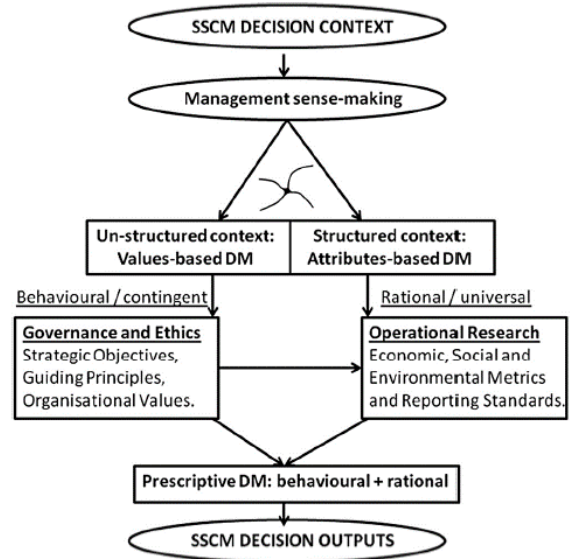 SSCM DECISION CONTEXT
Management sense-making
Un-structured context:
Values-based DM
Structured context:
Attributes-based DM
Behavioural / contingent
Rational / universal
Governance and Ethics
Strategic Objectives,
Guiding Principles,
Organisational Values.
Operational Research
Economic, Social and
Environmental Metrics
and Reporting Standards.
Prescriptive DM: behavioural + rational
SSCM DECISION OUTPUTS